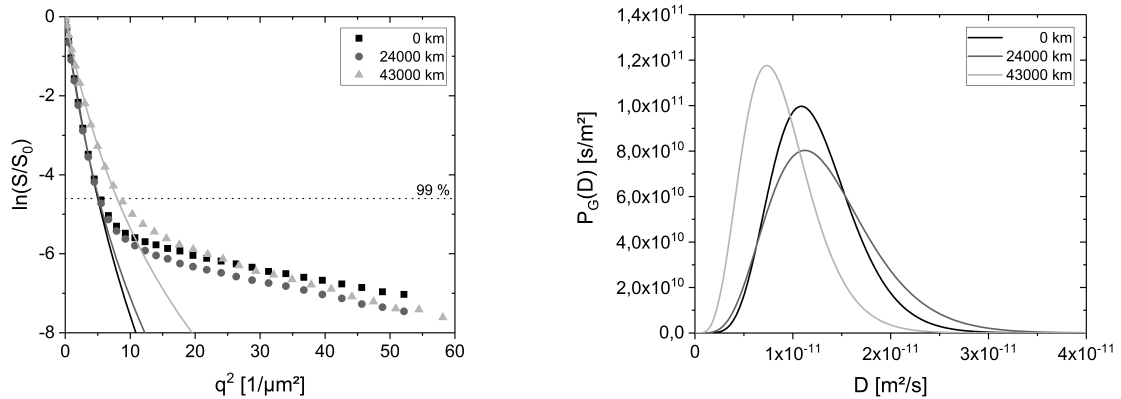 0
-2
-4
-6
-8
ln(S/S₀)
0 km
24000 km
43000 km
99 %
0 10 20 30 40 50 60
q² [1/µm²]
1,4x10¹¹
1,2x10¹¹
1,0x10¹¹
8,0x10¹⁰
6,0x10¹⁰
4,0x10¹⁰
2,0x10¹⁰
0,0
P_G(D) [s/m²]
0 km
24000 km
43000 km
0 1x10⁻¹¹ 2x10⁻¹¹ 3x10⁻¹¹ 4x10⁻¹¹
D [m²/s]